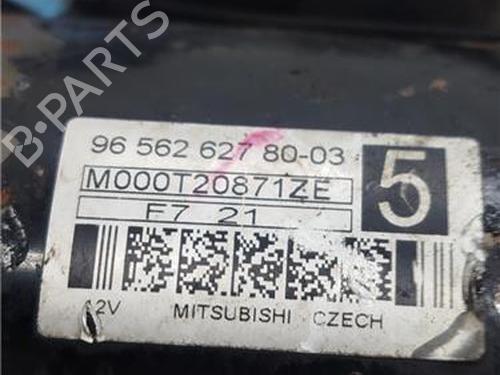 B-PARTS
96 562 627 80-03
5
M000T20871ZE
F7 21
12V MITSUBISHI CZECH